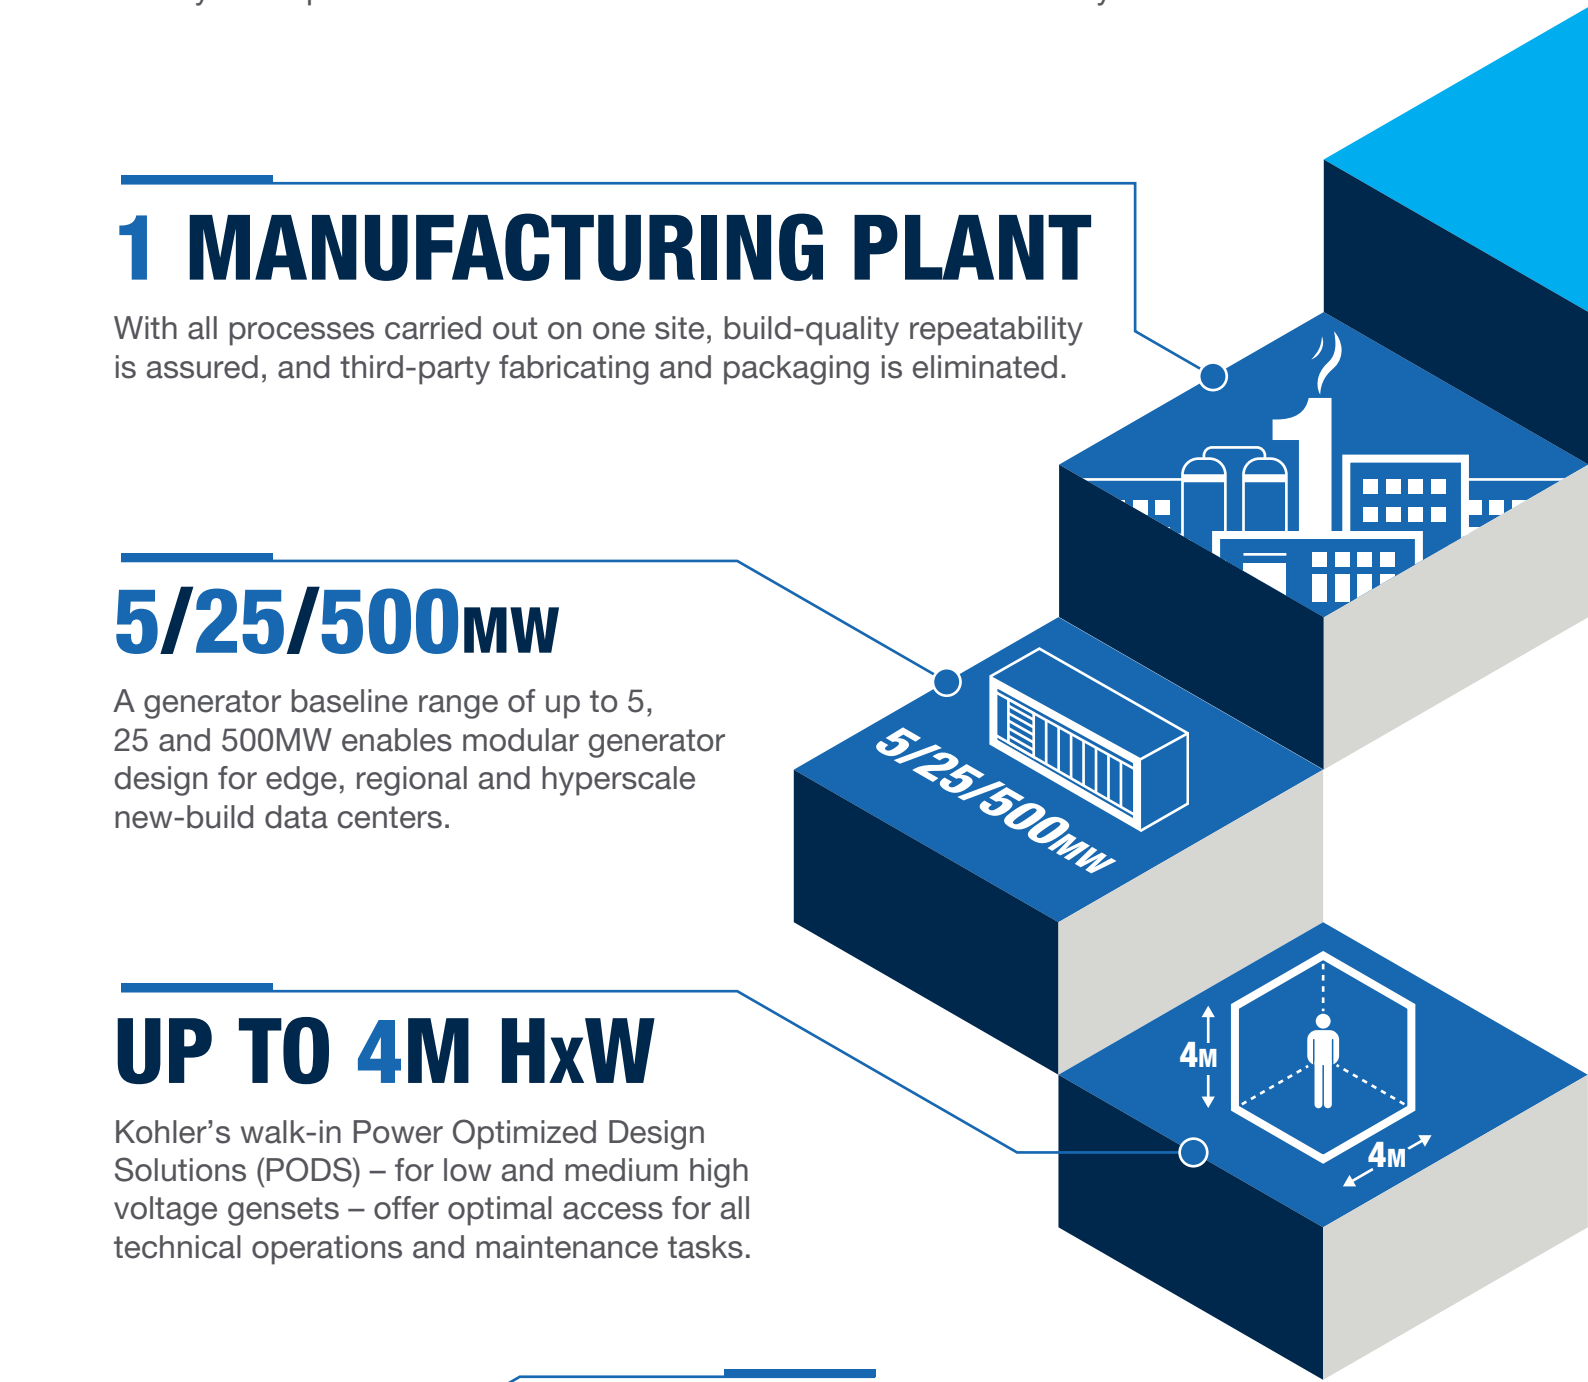 1 MANUFACTURING PLANT
With all processes carried out on one site, build-quality repeatability
is assured, and third-party fabricating and packaging is eliminated.
1
5/25/500MW
A generator baseline range of up to 5,
25 and 500MW enables modular generator
design for edge, regional and hyperscale
new-build data centers.
5/25/500MW
UP TO 4M HxW
Kohler’s walk-in Power Optimized Design
Solutions (PODS) – for low and medium high
voltage gensets – offer optimal access for all
technical operations and maintenance tasks.
4M
4M